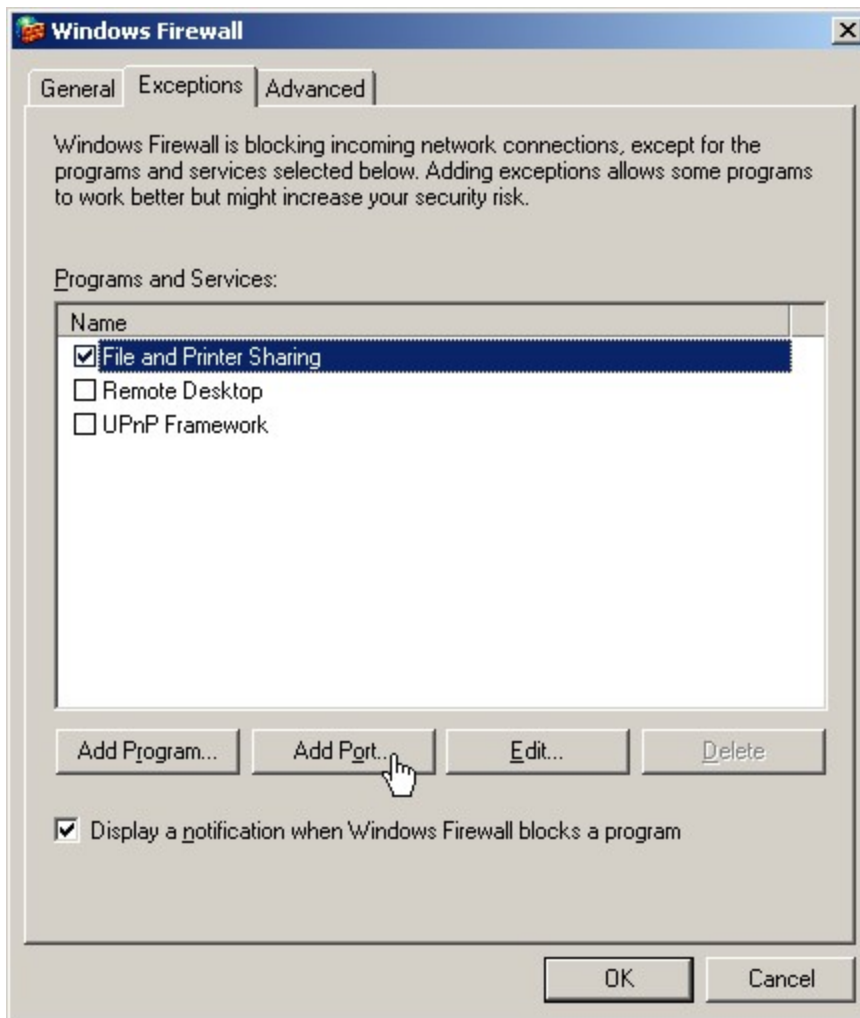 Windows Firewall
General
Exceptions
Advanced
Windows Firewall is blocking incoming network connections, except for the
programs and services selected below. Adding exceptions allows some programs
to work better but might increase your security risk.
Programs and Services:
Name
File and Printer Sharing
Remote Desktop
UPnP Framework
Add Program...
Add Port...
Edit...
Delete
Display a notification when Windows Firewall blocks a program
OK
Cancel